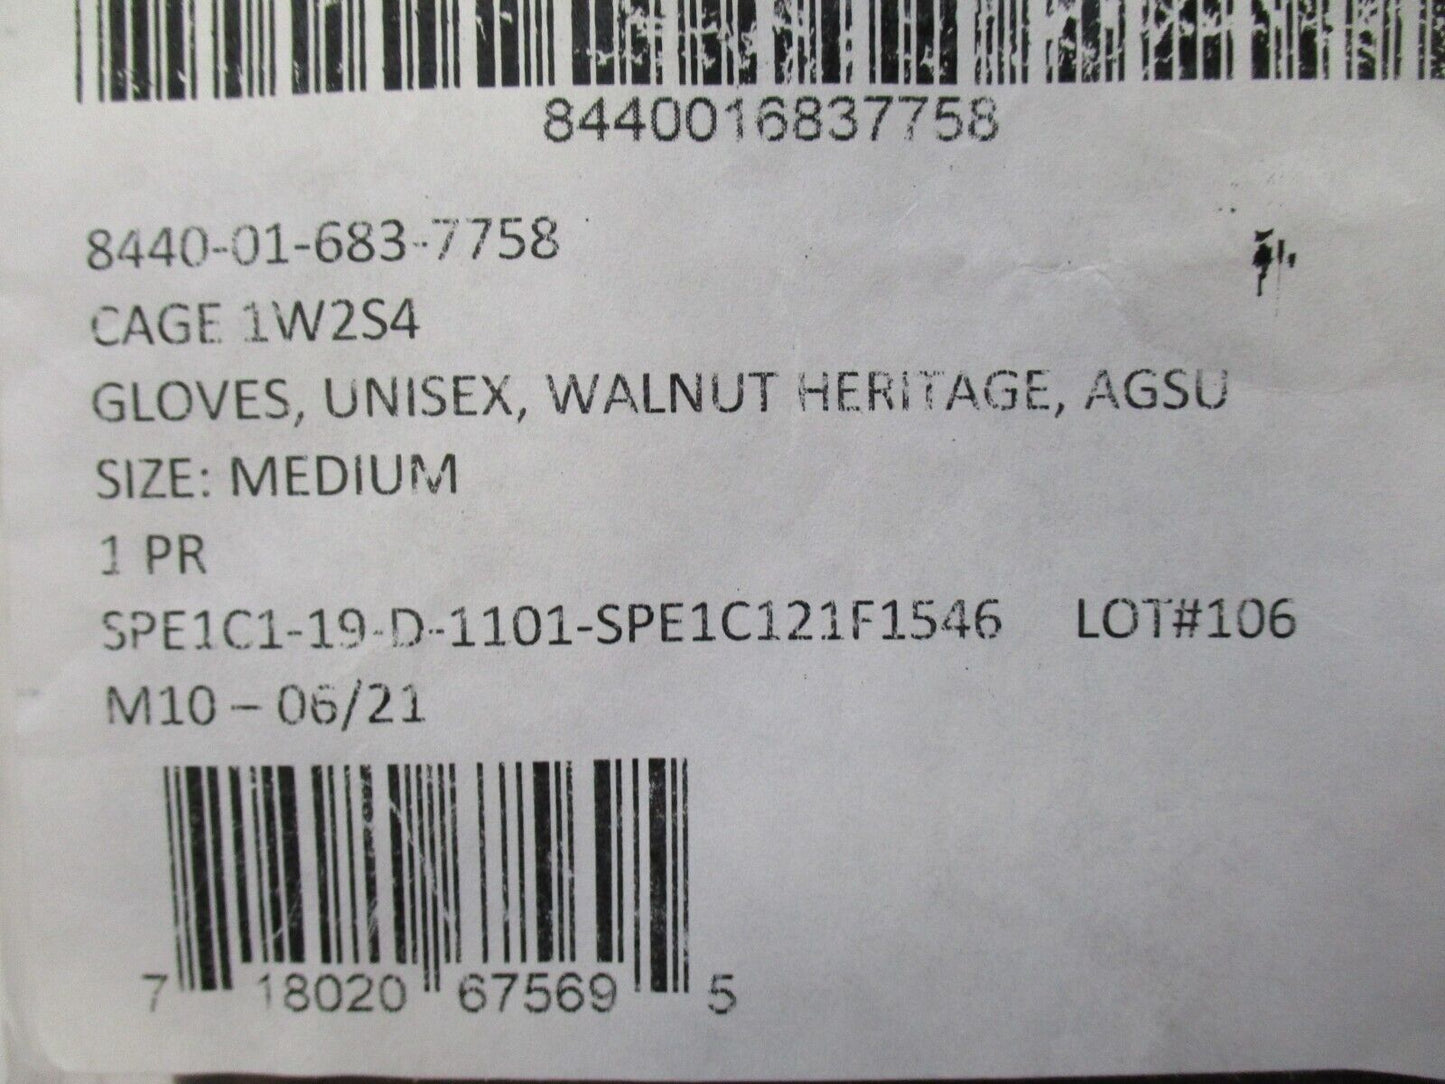 8440016837758
8440-01-683-7758
CAGE 1W2S4
GLOVES, UNISEX, WALNUT HERITAGE, AGSU
SIZE: MEDIUM
1 PR
SPE1C1-19-D-1101-SPE1C121F1546 LOT#106
M10 – 06/21
7 18020 67569 5